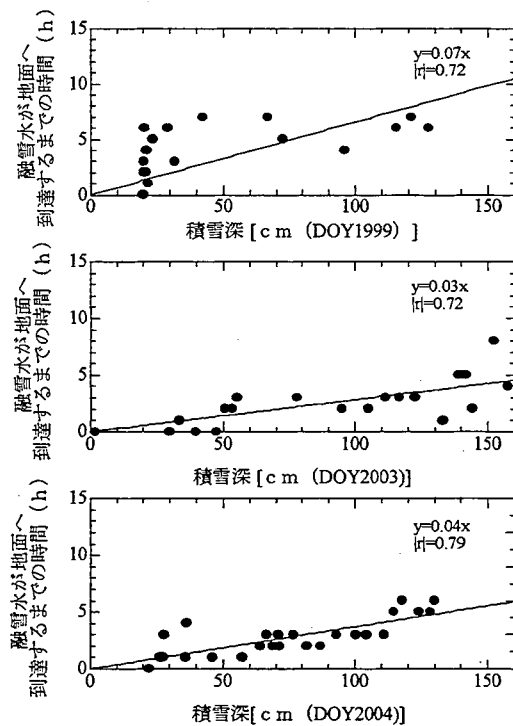 融雪水が地面へ
到達するまでの時間 (h)
15
10
5
0
y=0.07x
|r|=0.72
0 50 100 150
積雪深 [ c m (DOY1999) ]
融雪水が地面へ
到達するまでの時間 (h)
15
10
5
0
y=0.03x
|r|=0.72
0 50 100 150
積雪深 [ c m (DOY2003)]
融雪水が地面へ
到達するまでの時間 (h)
15
10
5
0
y=0.04x
|r|=0.79
0 50 100 150
積雪深[ c m (DOY2004) ]